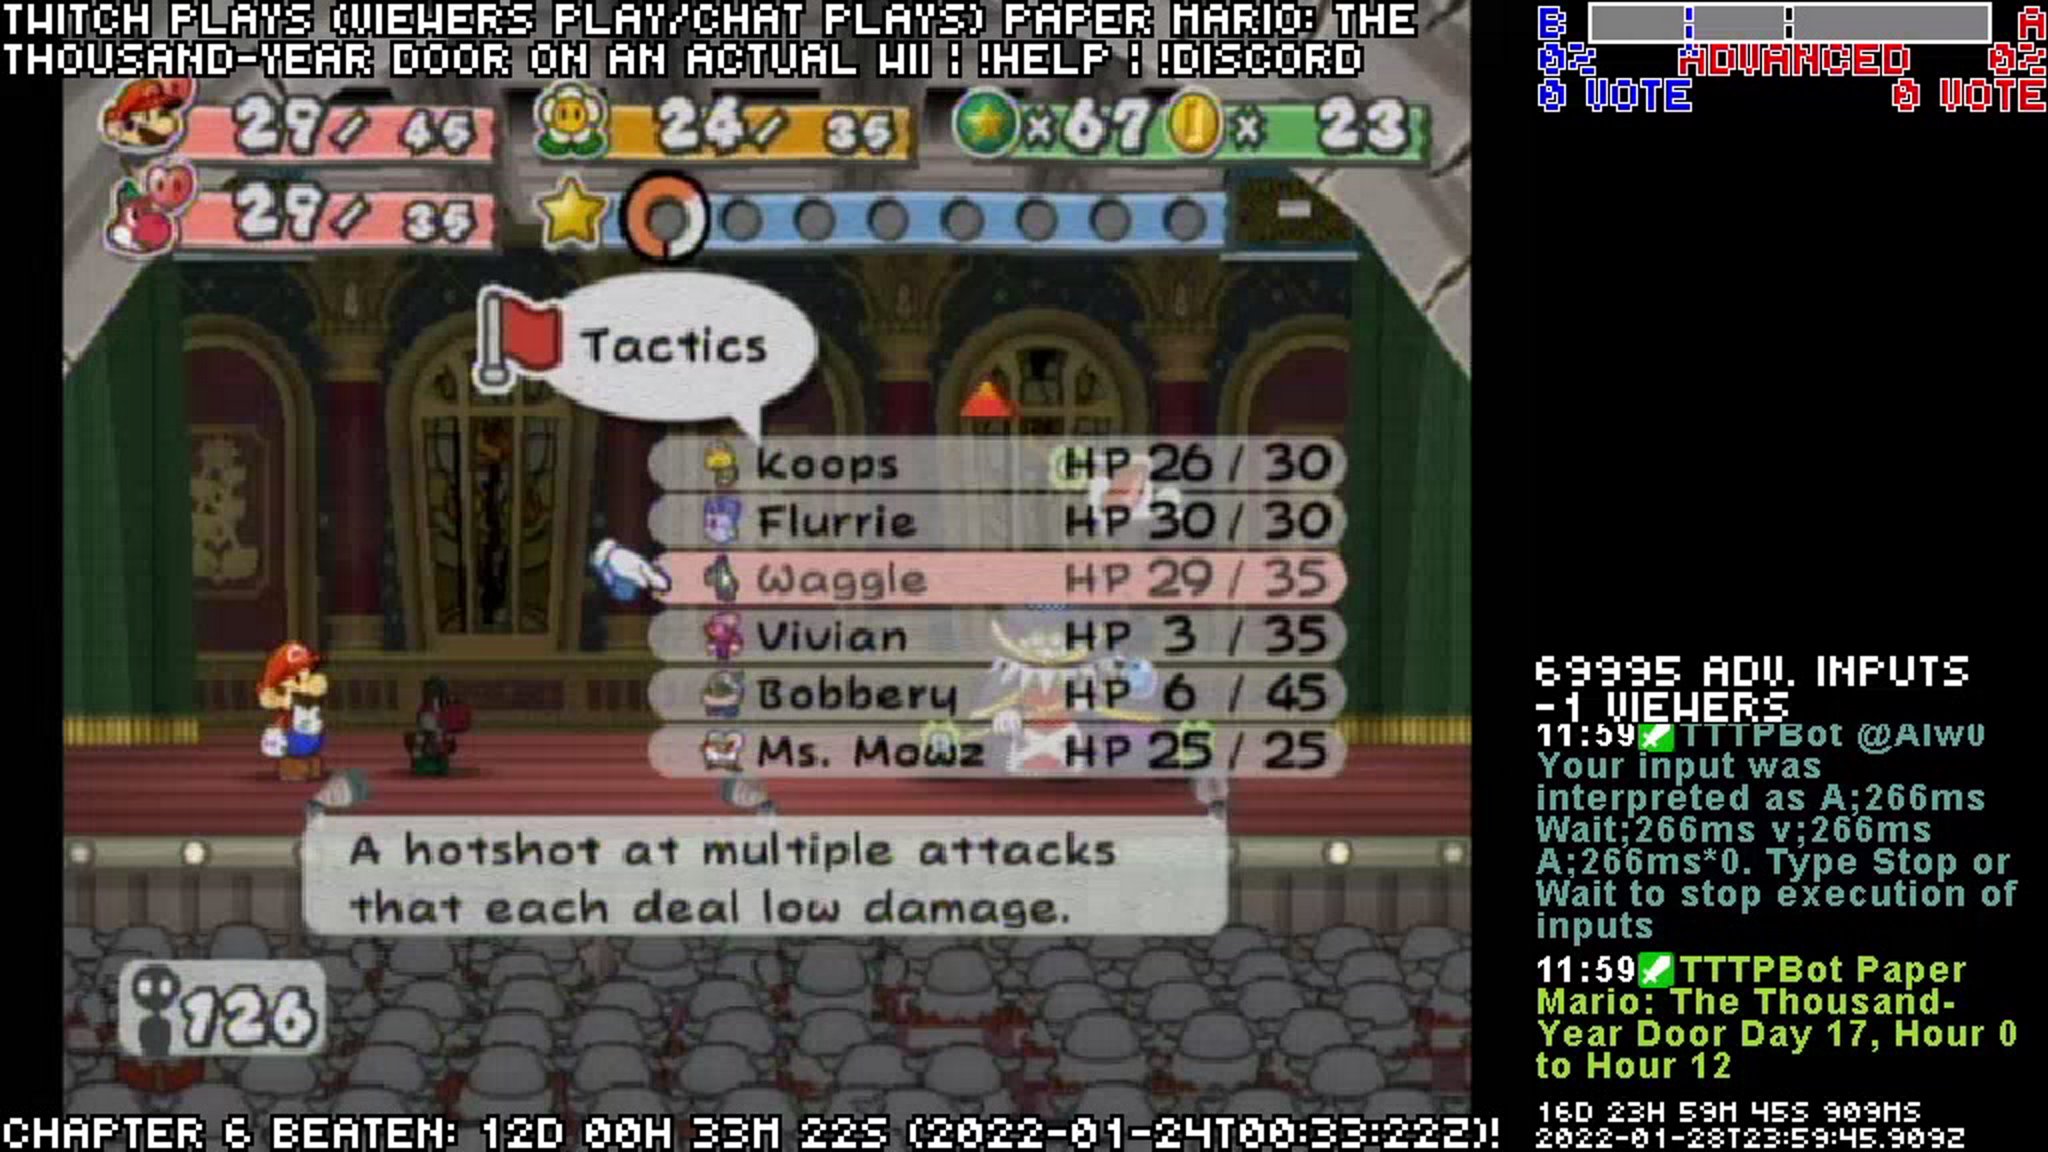 TWITCH PLAYS (VIEWERS PLAY/CHAT PLAYS) PAPER MARIO: THE
THOUSAND-YEAR DOOR ON AN ACTUAL WII ¦ !HELP ¦ !DISCORD
B A
0% ADVANCED 0%
0 VOTE 0 VOTE
29/ 45
24/ 35
×67 × 23
29/ 35
Tactics
Koops HP 26 / 30
Flurrie HP 30 / 30
Waggle HP 29 / 35
Vivian HP 3 / 35
Bobbery HP 6 / 45
Ms. Mowz HP 25 / 25
A hotshot at multiple attacks
that each deal low damage.
126
69995 ADV. INPUTS
-1 VIEWERS
11:59 TTTPBot @Alw0
Your input was
interpreted as A;266ms
Wait;266ms v;266ms
A;266ms*0. Type Stop or
Wait to stop execution of
inputs
11:59 TTTPBot Paper
Mario: The Thousand-
Year Door Day 17, Hour 0
to Hour 12
16D 23H 59M 45S 909MS
2022-01-28T23:59:45.909Z
CHAPTER 6 BEATEN: 12D 00H 33M 22S (2022-01-24T00:33:22Z)!